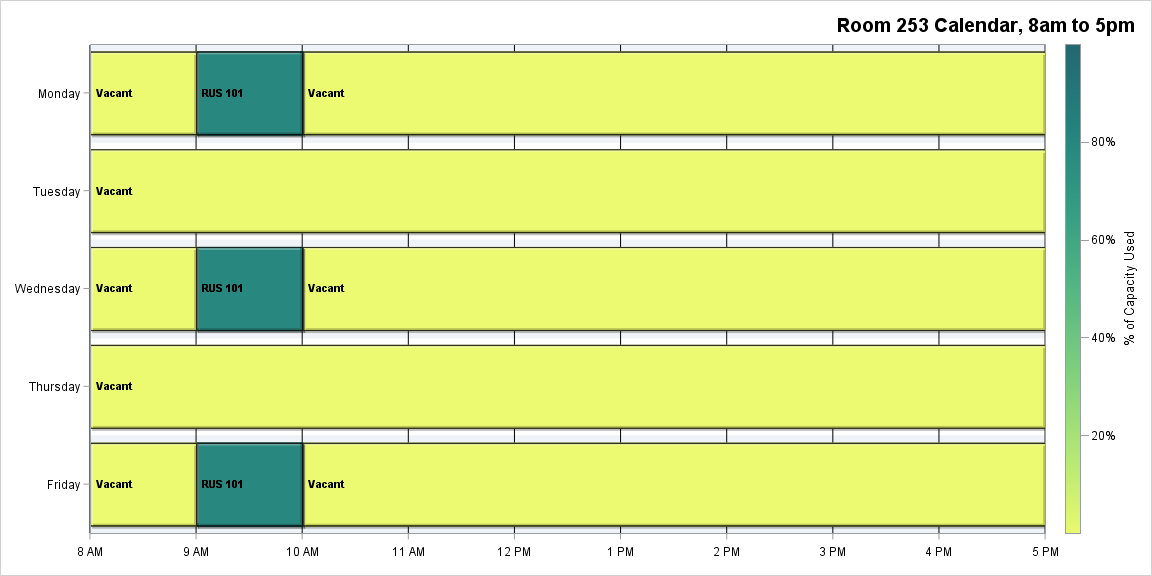 Room 253 Calendar, 8am to 5pm
Monday
Vacant
RUS 101
Vacant
Tuesday
Vacant
Wednesday
Vacant
RUS 101
Vacant
Thursday
Vacant
Friday
Vacant
RUS 101
Vacant
8 AM 9 AM 10 AM 11 AM 12 PM 1 PM 2 PM 3 PM 4 PM 5 PM
80%
60%
40%
20%
% of Capacity Used